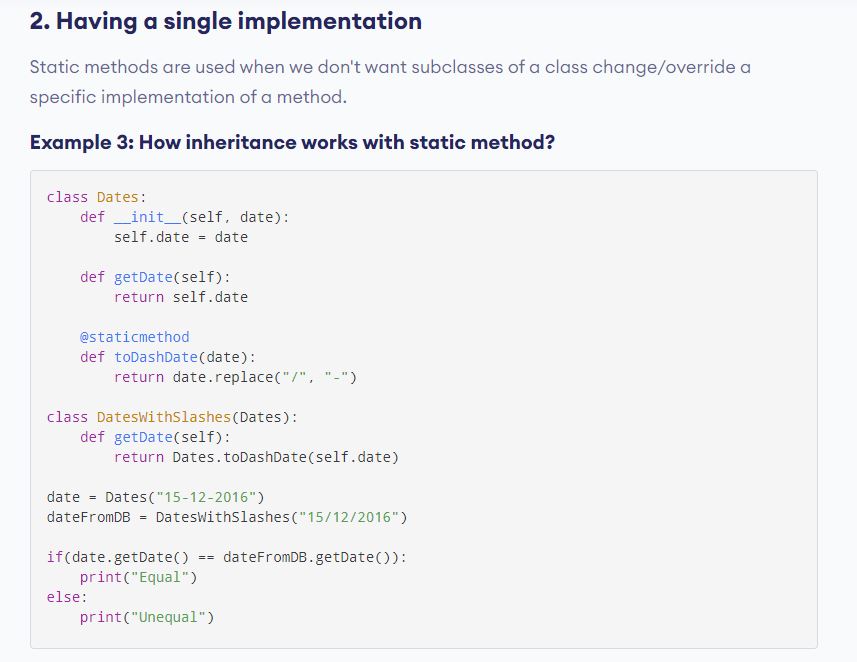 2. Having a single implementation
Static methods are used when we don't want subclasses of a class change/override a
specific implementation of a method.
Example 3: How inheritance works with static method?
class Dates:
    def __init__(self, date):
        self.date = date
    def getDate(self):
        return self.date
    @staticmethod
    def toDashDate(date):
        return date.replace("/", "-")
class DatesWithSlashes(Dates):
    def getDate(self):
        return Dates.toDashDate(self.date)
date = Dates("15-12-2016")
dateFromDB = DatesWithSlashes("15/12/2016")
if(date.getDate() == dateFromDB.getDate()):
    print("Equal")
else:
    print("Unequal")